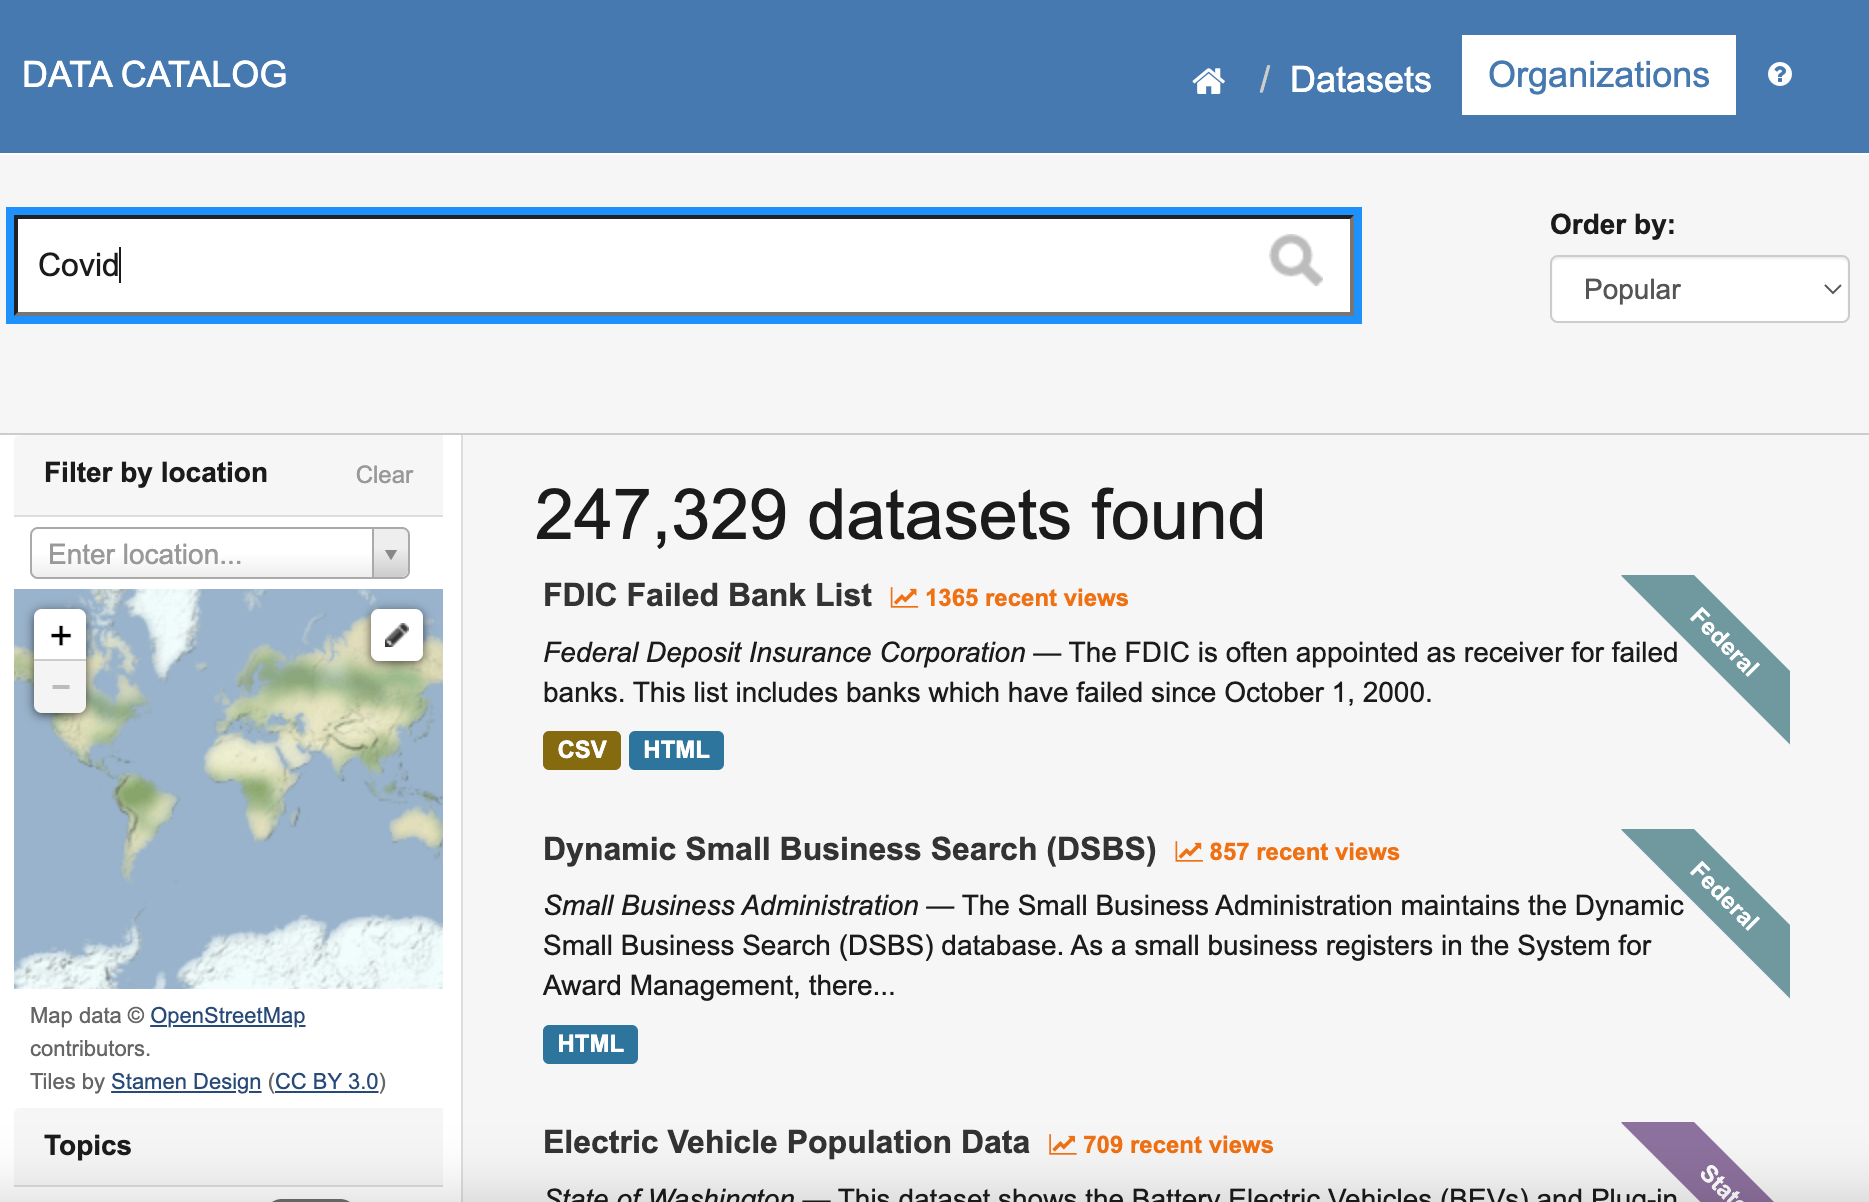 DATA CATALOG
/ Datasets
Organizations
?
Covid
Order by:
Popular
Filter by location
Clear
Enter location...
+
−
Map data © OpenStreetMap
contributors.
Tiles by Stamen Design (CC BY 3.0)
Topics
247,329 datasets found
FDIC Failed Bank List 1365 recent views
Federal
Federal Deposit Insurance Corporation — The FDIC is often appointed as receiver for failed
banks. This list includes banks which have failed since October 1, 2000.
CSV HTML
Dynamic Small Business Search (DSBS) 857 recent views
Federal
Small Business Administration — The Small Business Administration maintains the Dynamic
Small Business Search (DSBS) database. As a small business registers in the System for
Award Management, there...
HTML
Electric Vehicle Population Data 709 recent views
State
State of Washington — This dataset shows the Battery Electric Vehicles (BEVs) and Plug-in